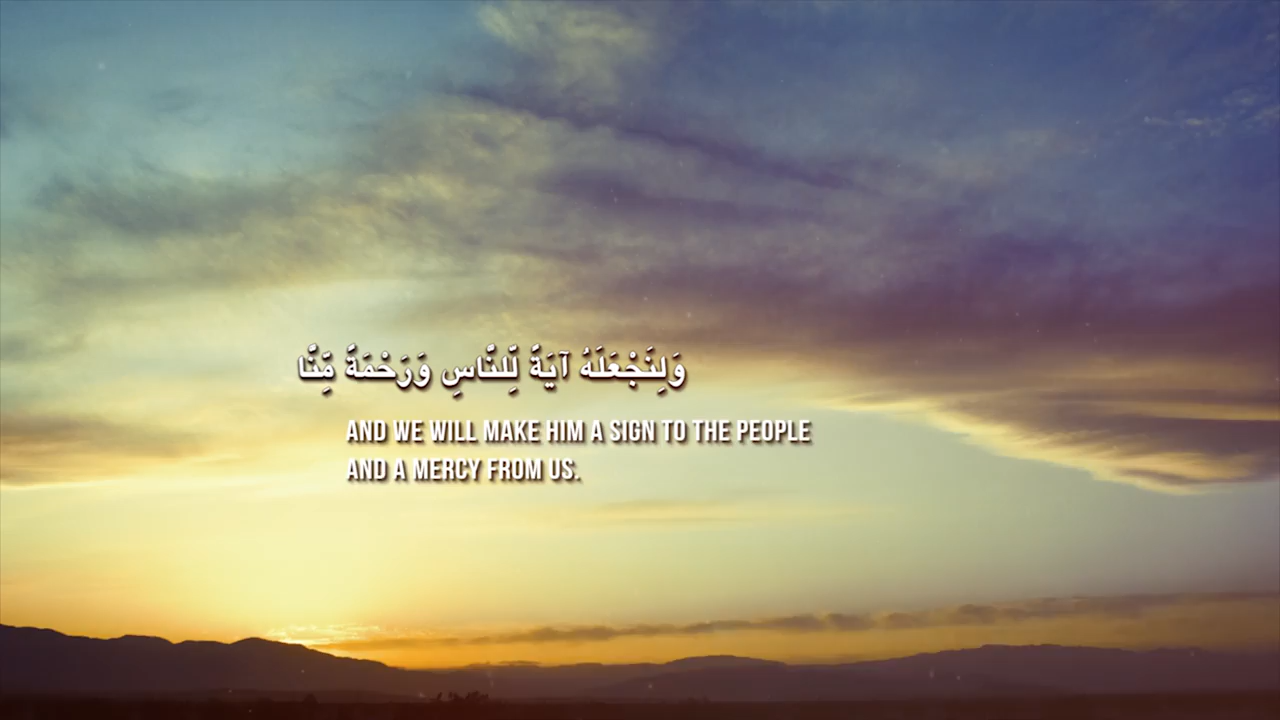 وَلِنَجْعَلَهُ آيَةً لِّلنَّاسِ وَرَحْمَةً مِّنَّا
AND WE WILL MAKE HIM A SIGN TO THE PEOPLE
AND A MERCY FROM US.